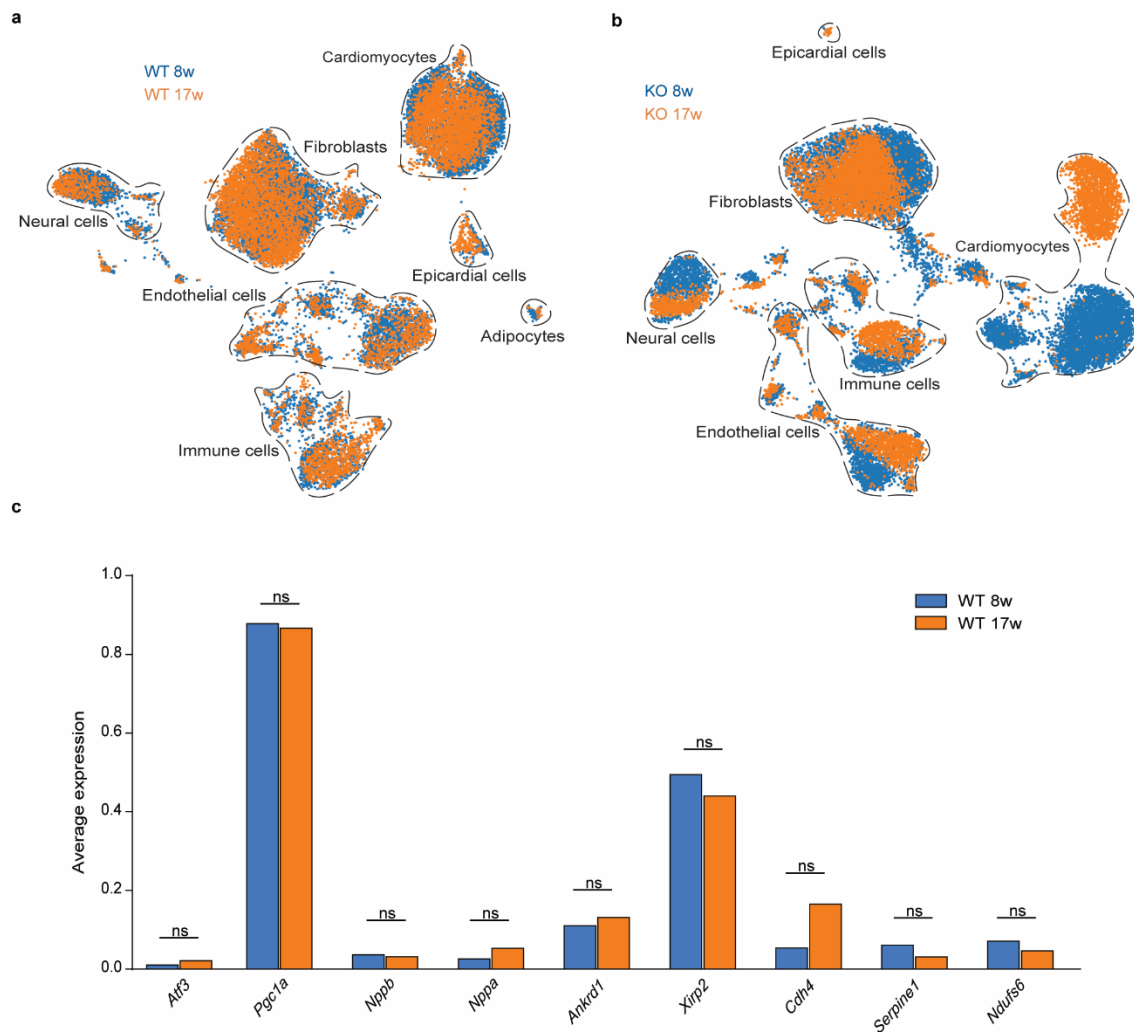 a
Cardiomyocytes
WT 8w
WT 17w
Fibroblasts
Neural cells
Epicardial cells
Endothelial cells
Adipocytes
Immune cells
b
Epicardial cells
KO 8w
KO 17w
Fibroblasts
Cardiomyocytes
Neural cells
Immune cells
Endothelial cells
c
Average expression
1.0
0.8
0.6
0.4
0.2
0.0
WT 8w
WT 17w
ns
ns
ns
ns
ns
ns
ns
ns
ns
Atf3
Pgc1a
Nppb
Nppa
Ankrd1
Xirp2
Cdh4
Serpine1
Ndufs6